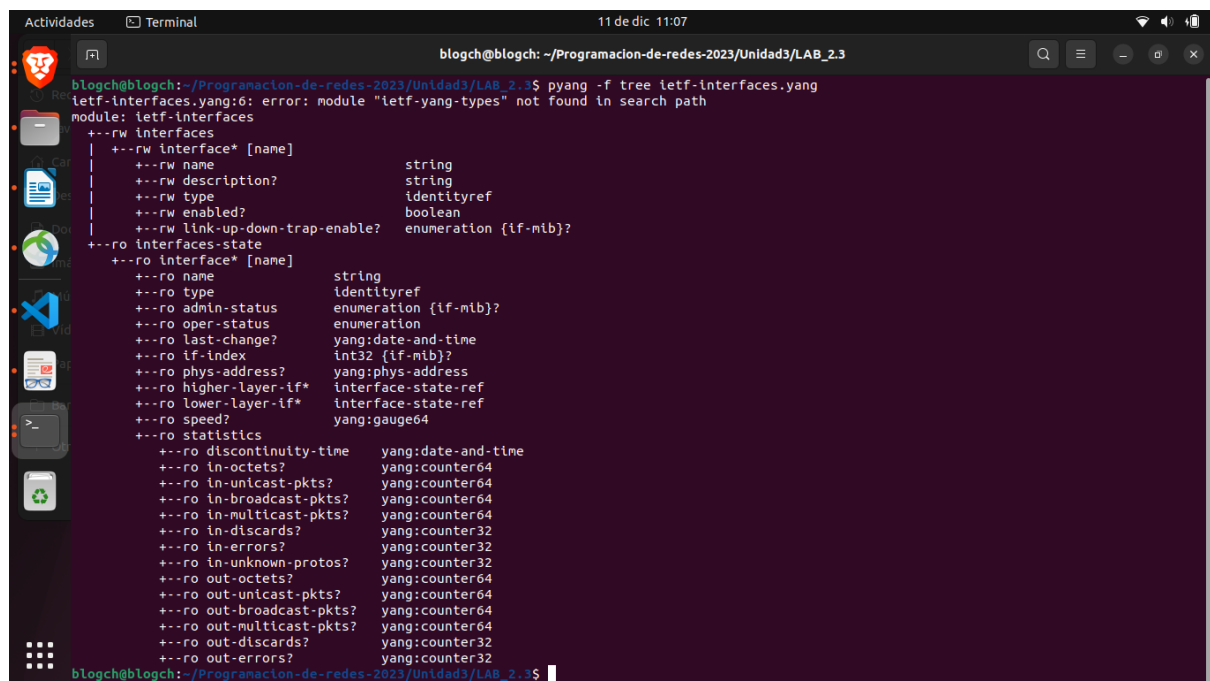 Actividades Terminal 11 de dic 11:07
blogch@blogch: ~/Programacion-de-redes-2023/Unidad3/LAB_2.3
blogch@blogch:~/Programacion-de-redes-2023/Unidad3/LAB_2.3$ pyang -f tree ietf-interfaces.yang
ietf-interfaces.yang:6: error: module "ietf-yang-types" not found in search path
module: ietf-interfaces
  +--rw interfaces
  |  +--rw interface* [name]
  |     +--rw name                        string
  |     +--rw description?                string
  |     +--rw type                        identityref
  |     +--rw enabled?                    boolean
  |     +--rw link-up-down-trap-enable?   enumeration {if-mib}?
  +--ro interfaces-state
     +--ro interface* [name]
        +--ro name               string
        +--ro type               identityref
        +--ro admin-status       enumeration {if-mib}?
        +--ro oper-status        enumeration
        +--ro last-change?       yang:date-and-time
        +--ro if-index           int32 {if-mib}?
        +--ro phys-address?      yang:phys-address
        +--ro higher-layer-if*   interface-state-ref
        +--ro lower-layer-if*    interface-state-ref
        +--ro speed?             yang:gauge64
        +--ro statistics
           +--ro discontinuity-time    yang:date-and-time
           +--ro in-octets?            yang:counter64
           +--ro in-unicast-pkts?      yang:counter64
           +--ro in-broadcast-pkts?    yang:counter64
           +--ro in-multicast-pkts?    yang:counter64
           +--ro in-discards?          yang:counter32
           +--ro in-errors?            yang:counter32
           +--ro in-unknown-protos?    yang:counter32
           +--ro out-octets?           yang:counter64
           +--ro out-unicast-pkts?     yang:counter64
           +--ro out-broadcast-pkts?   yang:counter64
           +--ro out-multicast-pkts?   yang:counter64
           +--ro out-discards?         yang:counter32
           +--ro out-errors?           yang:counter32
blogch@blogch:~/Programacion-de-redes-2023/Unidad3/LAB_2.3$